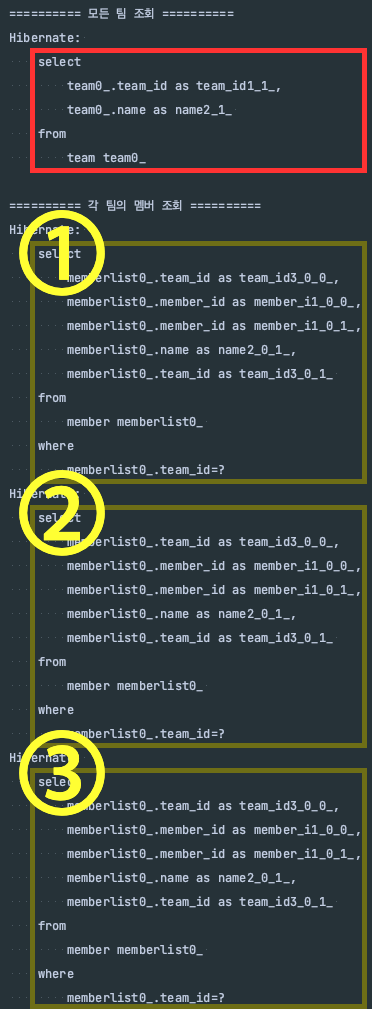 ========== 모든 팀 조회 ==========
Hibernate:
select
team0_.team_id as team_id1_1_,
team0_.name as name2_1_
from
team team0_
========== 각 팀의 멤버 조회 ==========
Hibernate:
①
select
memberlist0_.team_id as team_id3_0_0_,
memberlist0_.member_id as member_i1_0_0_,
memberlist0_.member_id as member_i1_0_1_,
memberlist0_.name as name2_0_1_,
memberlist0_.team_id as team_id3_0_1_
from
member memberlist0_
where
memberlist0_.team_id=?
Hibernate:
②
select
memberlist0_.team_id as team_id3_0_0_,
memberlist0_.member_id as member_i1_0_0_,
memberlist0_.member_id as member_i1_0_1_,
memberlist0_.name as name2_0_1_,
memberlist0_.team_id as team_id3_0_1_
from
member memberlist0_
where
memberlist0_.team_id=?
Hibernate:
③
select
memberlist0_.team_id as team_id3_0_0_,
memberlist0_.member_id as member_i1_0_0_,
memberlist0_.member_id as member_i1_0_1_,
memberlist0_.name as name2_0_1_,
memberlist0_.team_id as team_id3_0_1_
from
member memberlist0_
where
memberlist0_.team_id=?